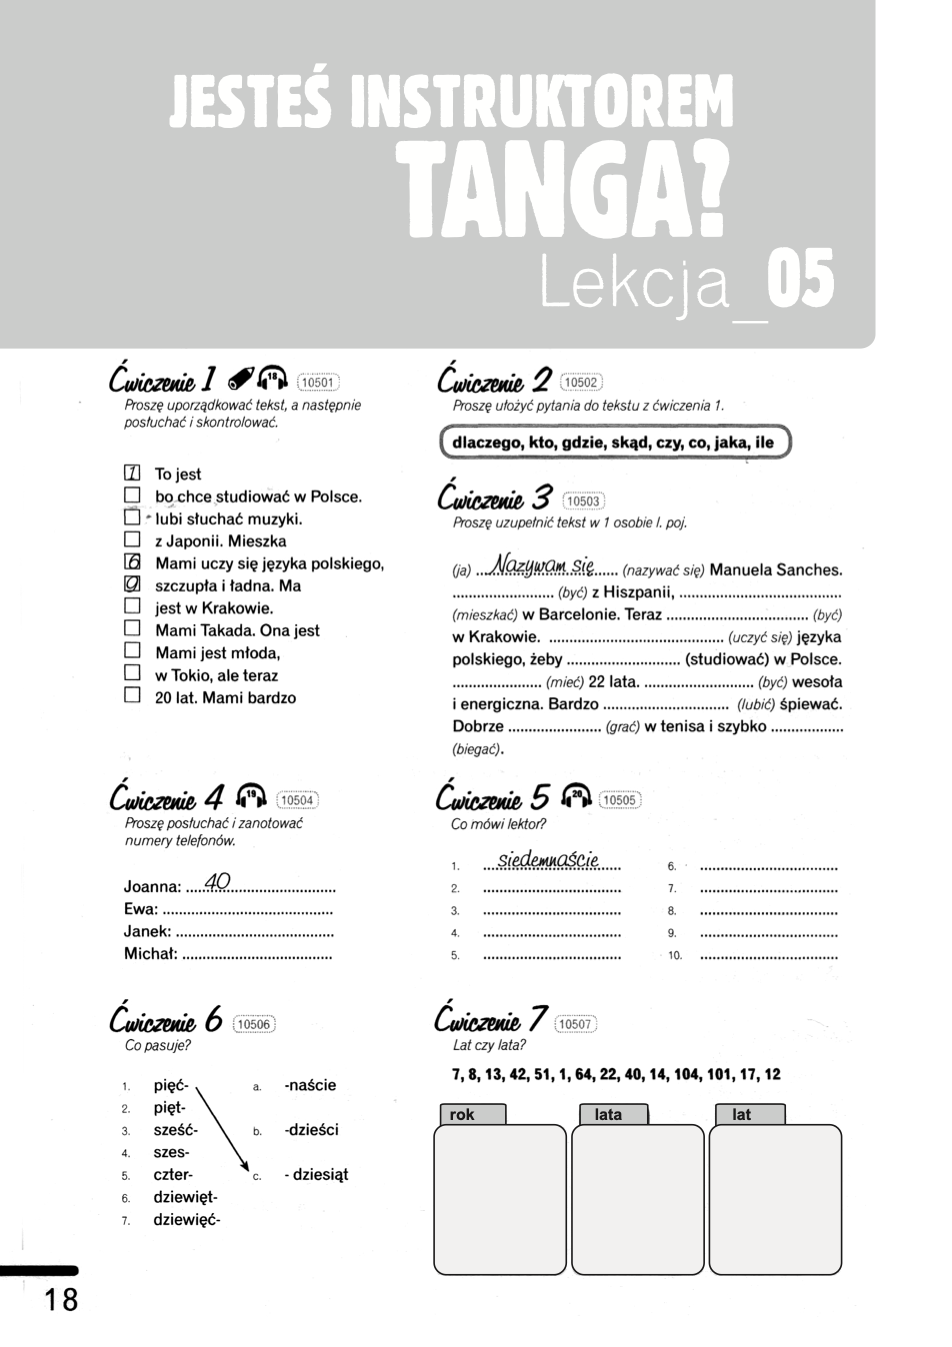 JESTEŚ INSTRUKTOREM
TANGA?
Lekcja_05
Ćwiczenie 1 18 10501
Proszę uporządkować tekst, a następnie
posłuchać i skontrolować.
1 To jest
bo chce studiować w Polsce.
lubi słuchać muzyki.
z Japonii. Mieszka
6 Mami uczy się języka polskiego,
9 szczupła i ładna. Ma
jest w Krakowie.
Mami Takada. Ona jest
Mami jest młoda,
w Tokio, ale teraz
20 lat. Mami bardzo
Ćwiczenie 2 10502
Proszę ułożyć pytania do tekstu z ćwiczenia 1.
dlaczego, kto, gdzie, skąd, czy, co, jaka, ile
Ćwiczenie 3 10503
Proszę uzupełnić tekst w 1 osobie l. poj.
(ja) ...Nazywam się...... (nazywać się) Manuela Sanches.
......................... (być) z Hiszpanii, ........................................
(mieszkać) w Barcelonie. Teraz .................................. (być)
w Krakowie. .......................................... (uczyć się) języka
polskiego, żeby ............................ (studiować) w Polsce.
...................... (mieć) 22 lata. ........................... (być) wesoła
i energiczna. Bardzo ............................... (lubić) śpiewać.
Dobrze ....................... (grać) w tenisa i szybko ..................
(biegać).
Ćwiczenie 4 19 10504
Proszę posłuchać i zanotować
numery telefonów.
Joanna: ....40..........................
Ewa: ..........................................
Janek: .......................................
Michał: .....................................
Ćwiczenie 5 20 10505
Co mówi lektor?
1. ...siedemnaście......
2. ..................................
3. ..................................
4. ..................................
5. ..................................
6. ..................................
7. ..................................
8. ..................................
9. ..................................
10. ..................................
Ćwiczenie 6 10506
Co pasuje?
1. pięć-
2. pięt-
3. sześć-
4. szes-
5. czter-
6. dziewięt-
7. dziewięć-
a. -naście
b. -dzieści
c. - dziesiąt
Ćwiczenie 7 10507
Lat czy lata?
7, 8, 13, 42, 51, 1, 64, 22, 40, 14, 104, 101, 17, 12
rok lata lat
18